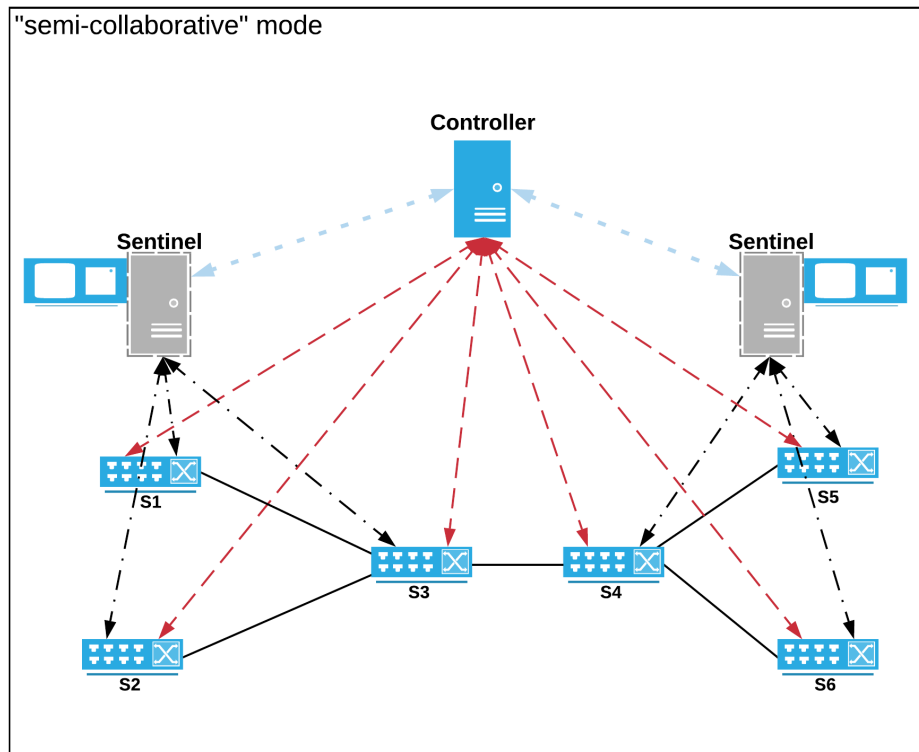 "semi-collaborative" mode
Controller
Sentinel
Sentinel
S1
S5
S3
S4
S2
S6